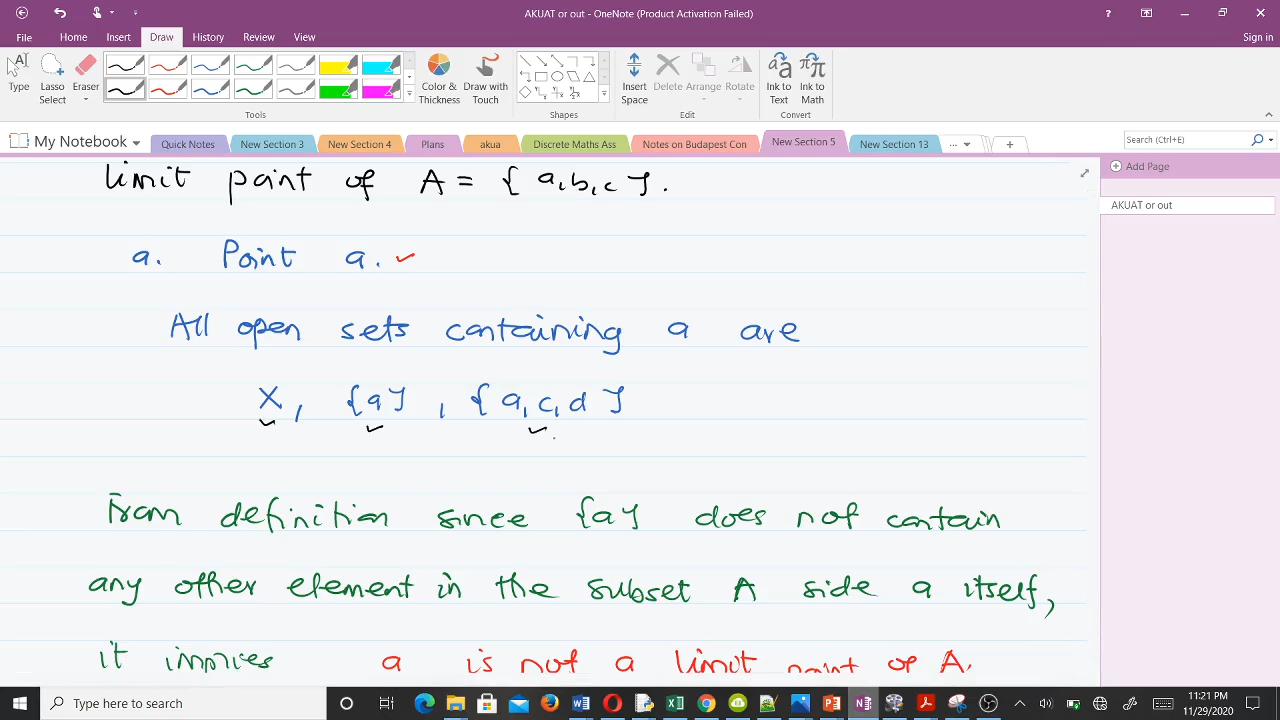 AKUAT or out - OneNote (Product Activation Failed)
Sign in
File Home Insert Draw History Review View
Type
Lasso Select
Eraser
Color & Thickness
Draw with Touch
Insert Space
Delete
Arrange
Rotate
Ink to Text
Ink to Math
Tools
Shapes
Edit
Convert
My Notebook
Quick Notes New Section 3 New Section 4 Plans akua Discrete Maths Ass Notes on Budapest Con New Section 5 New Section 13 ...
Search (Ctrl+E)
Add Page
AKUAT or out
limit point of A = { a, b, c }.
a. Point a.
All open sets containing a are
X, {a}, { a, c, d }
From definition since {a} does not contain
any other element in the subset A side a itself,
it implies a is not a limit point of A.
Type here to search
11:21 PM
11/29/2020